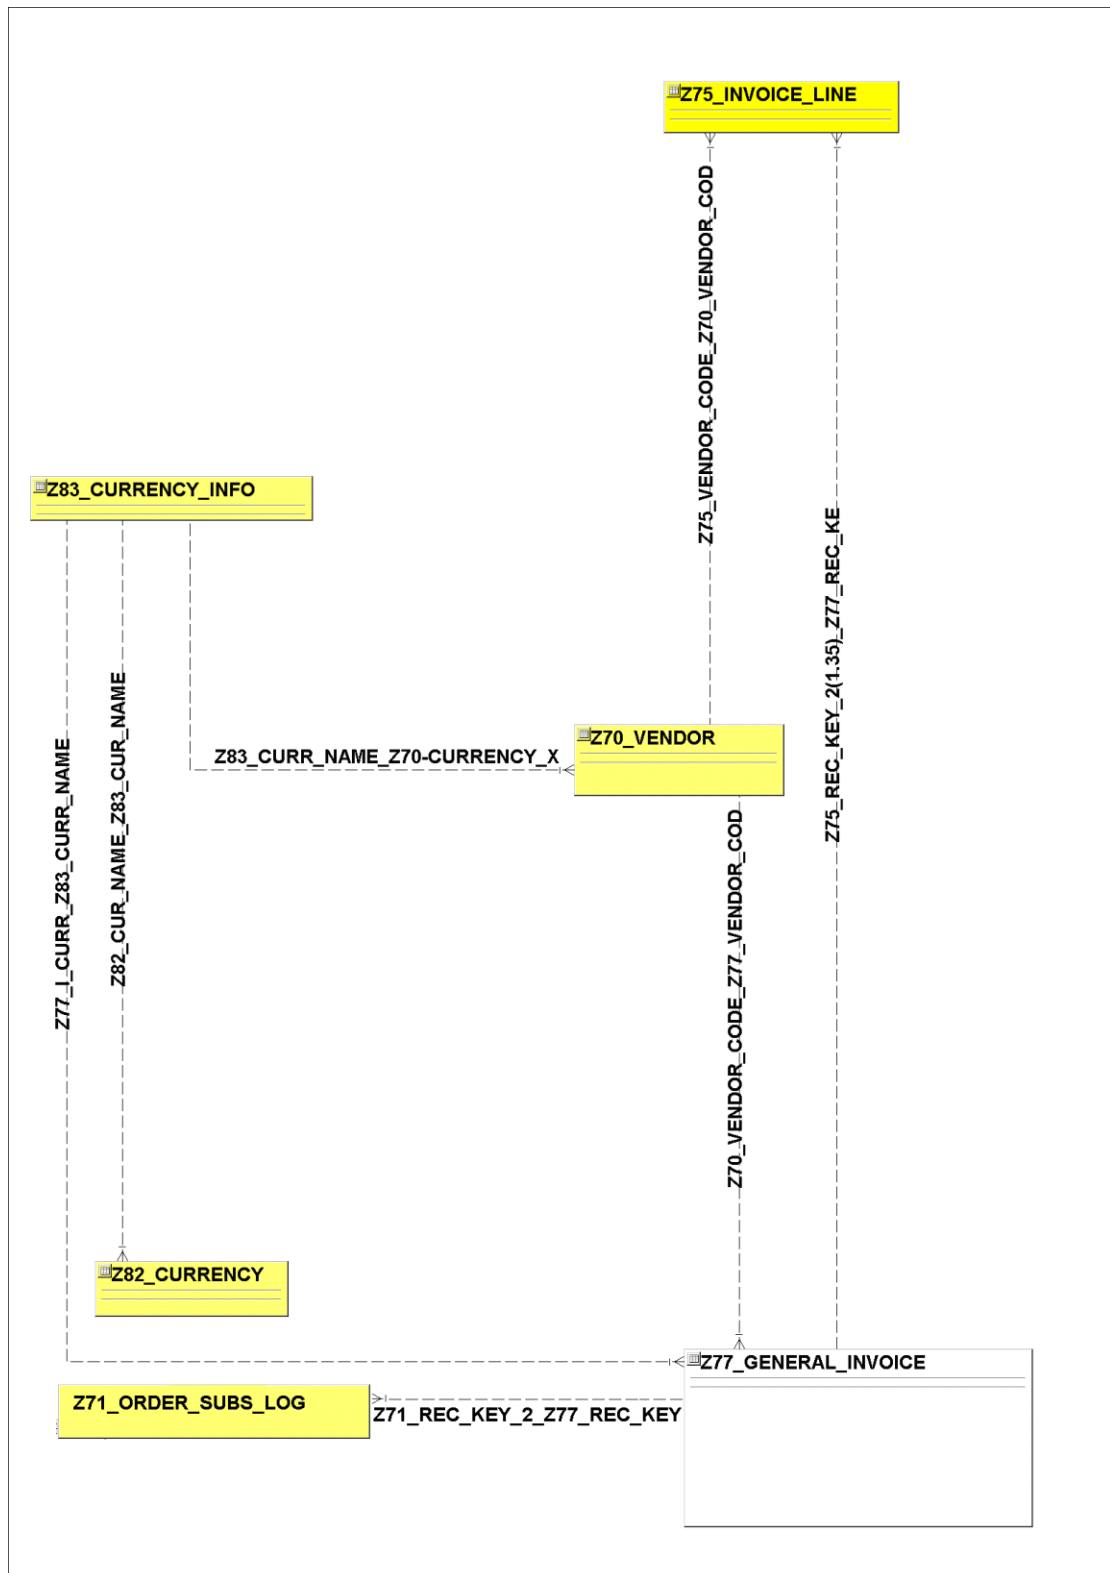 Z75_INVOICE_LINE
Z75_VENDOR_CODE_Z70_VENDOR_COD
Z75_REC_KEY_2(1.35)_Z77_REC_KE
Z83_CURRENCY_INFO
Z77_I_CURR_Z83_CURR_NAME
Z82_CUR_NAME_Z83_CUR_NAME
Z83_CURR_NAME_Z70-CURRENCY_X
Z70_VENDOR
Z70_VENDOR_CODE_Z77_VENDOR_COD
Z82_CURRENCY
Z77_GENERAL_INVOICE
Z71_ORDER_SUBS_LOG
Z71_REC_KEY_2_Z77_REC_KEY